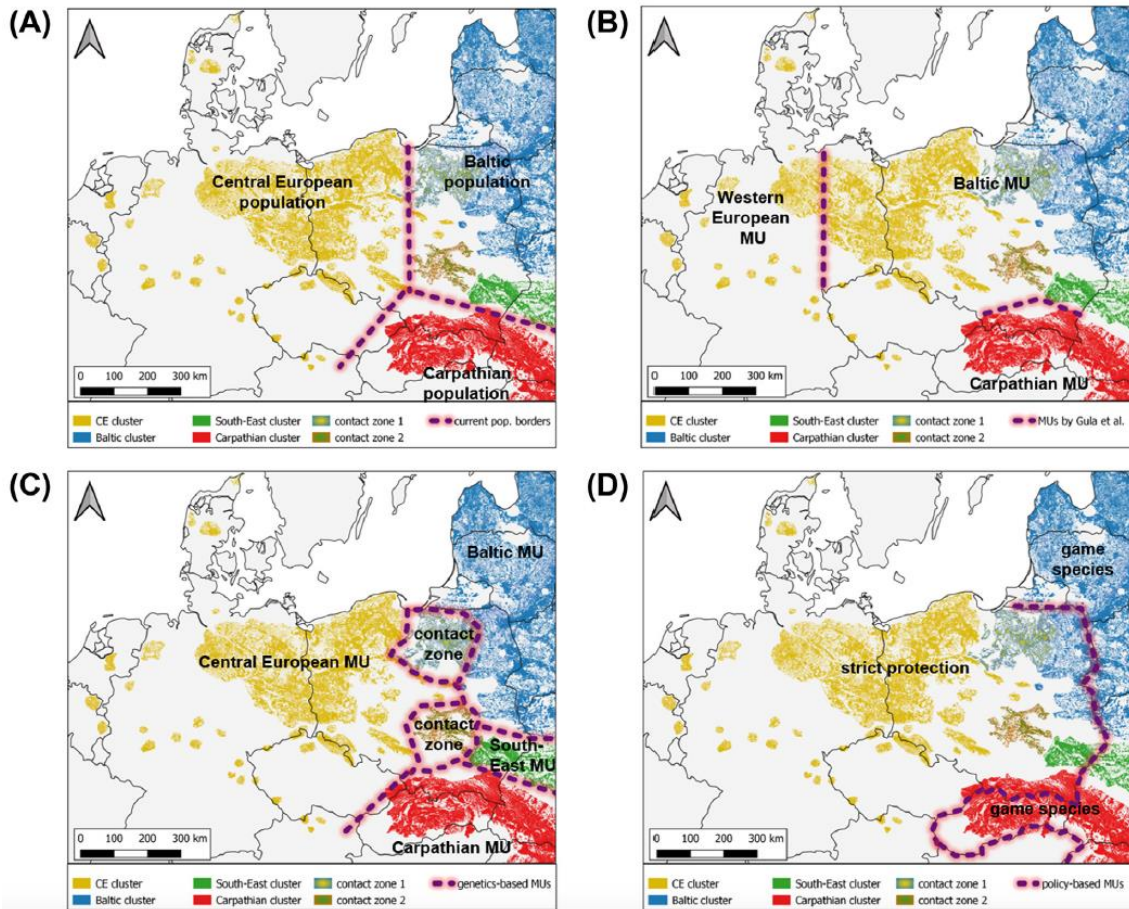 (A)
Central European
population
Baltic
population
Carpathian
population
0 100 200 300 km
CE cluster
South-East cluster
contact zone 1
current pop. borders
Baltic cluster
Carpathian cluster
contact zone 2
(B)
Western
European
MU
Baltic MU
Carpathian MU
0 100 200 300 km
CE cluster
South-East cluster
contact zone 1
MUs by Gula et al.
Baltic cluster
Carpathian cluster
contact zone 2
(C)
Baltic MU
contact
zone
Central European MU
contact
zone
South-
East MU
Carpathian MU
0 100 200 300 km
CE cluster
South-East cluster
contact zone 1
genetics-based MUs
Baltic cluster
Carpathian cluster
contact zone 2
(D)
game
species
strict protection
game species
0 100 200 300 km
CE cluster
South-East cluster
contact zone 1
policy-based MUs
Baltic cluster
Carpathian cluster
contact zone 2